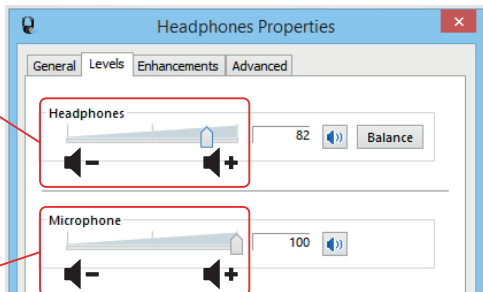 Headphones Properties
General Levels Enhancements Advanced
Headphones
82 Balance
Microphone
100